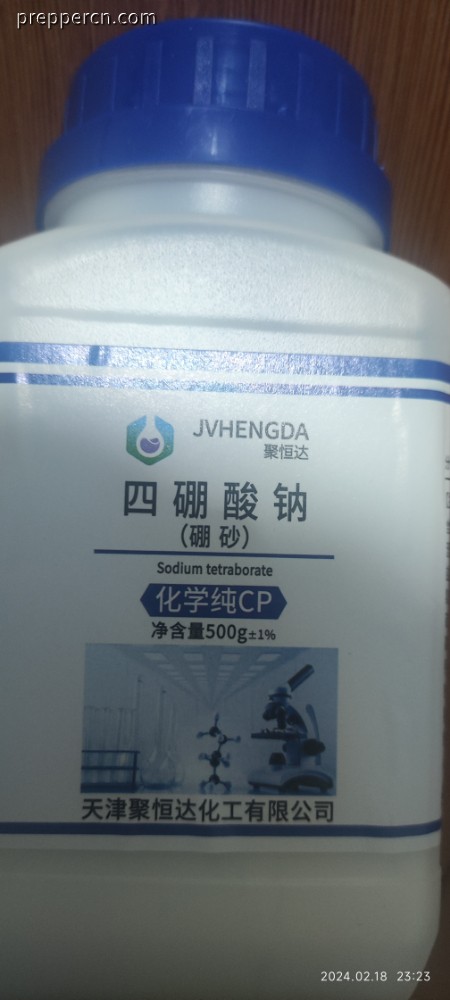 preppercn.com
JVHENGDA
聚恒达
四硼酸钠
（硼砂）
Sodium tetraborate
化学纯CP
净含量500g±1%
天津聚恒达化工有限公司
2024.02.18 23:23